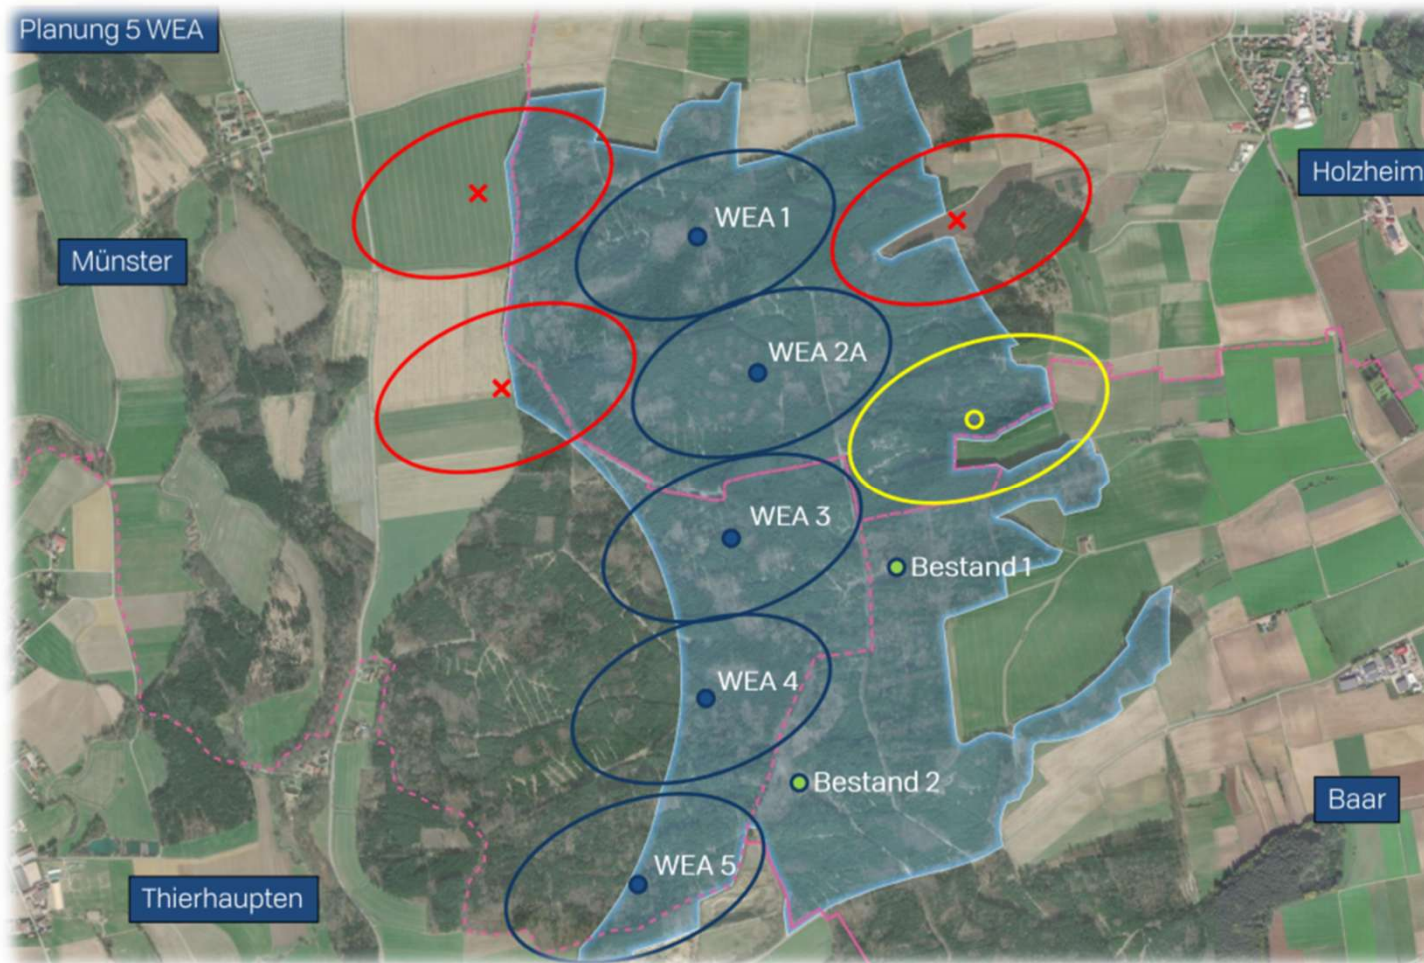 Planung 5 WEA
Holzheim
WEA 1
Münster
WEA 2A
WEA 3
Bestand 1
WEA 4
Bestand 2
Baar
WEA 5
Thierhaupten